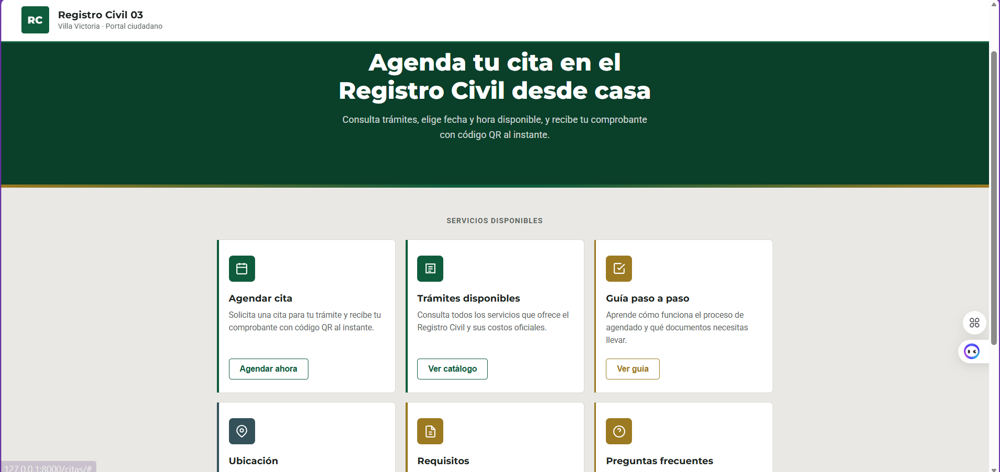 RC
Registro Civil 03
Villa Victoria · Portal ciudadano
Agenda tu cita en el
Registro Civil desde casa
Consulta trámites, elige fecha y hora disponible, y recibe tu comprobante
con código QR al instante.
SERVICIOS DISPONIBLES
Agendar cita
Solicita una cita para tu trámite y recibe tu
comprobante con código QR al instante.
Agendar ahora
Trámites disponibles
Consulta todos los servicios que ofrece el
Registro Civil y sus costos oficiales.
Ver catálogo
Guía paso a paso
Aprende cómo funciona el proceso de
agendado y qué documentos necesitas
llevar.
Ver guía
Ubicación
Requisitos
Preguntas frecuentes
127.0.0.1:8000/citas/#